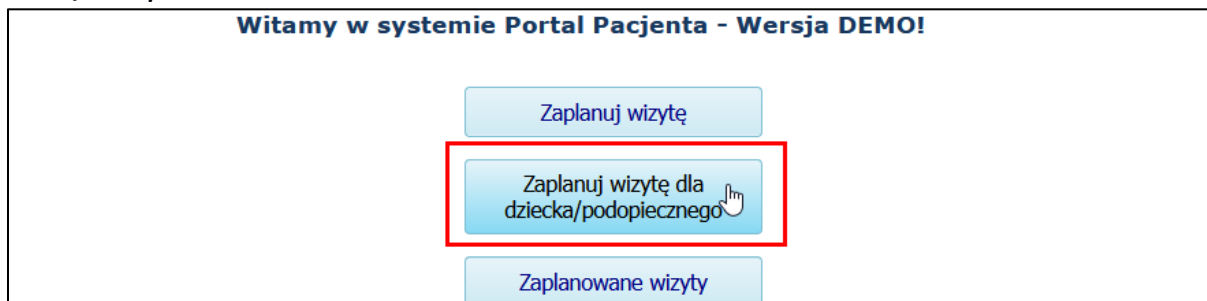 Witamy w systemie Portal Pacjenta - Wersja DEMO!
Zaplanuj wizytę
Zaplanuj wizytę dla
dziecka/podopiecznego
Zaplanowane wizyty